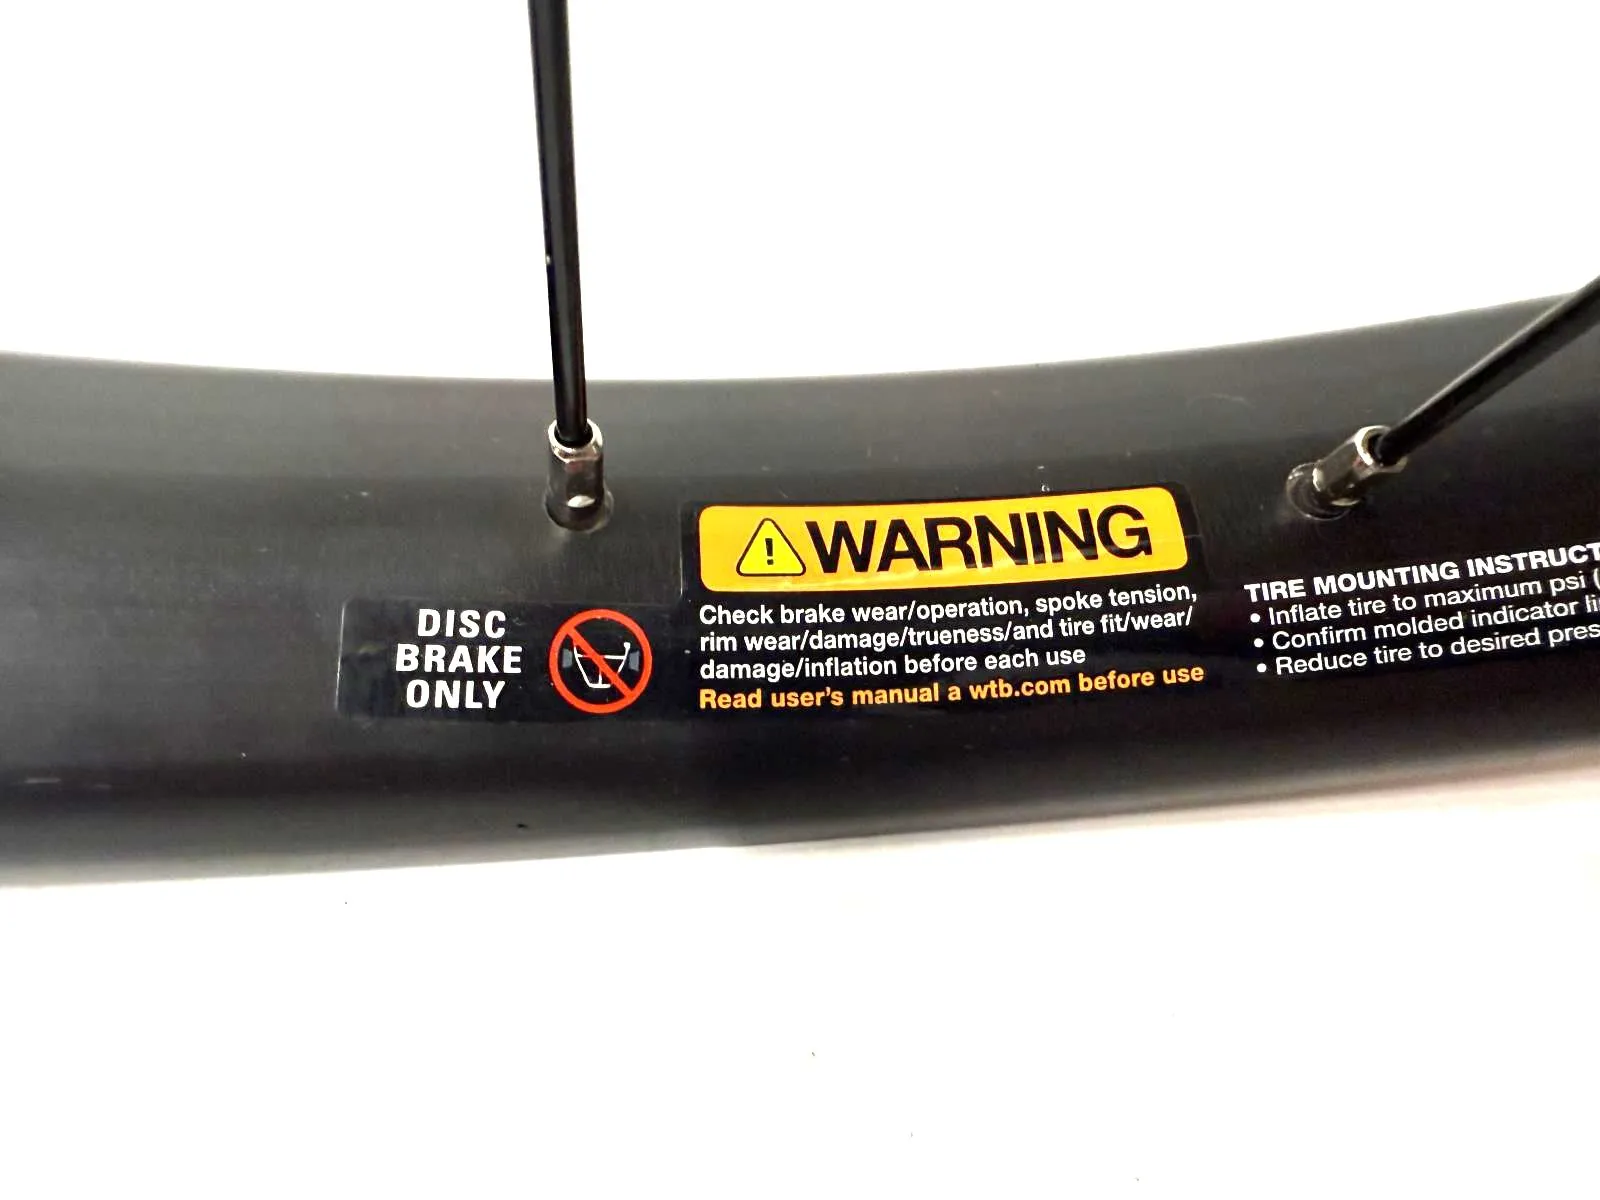 DISC
BRAKE
ONLY
! WARNING
Check brake wear/operation, spoke tension,
rim wear/damage/trueness/and tire fit/wear/
damage/inflation before each use
Read user's manual a wtb.com before use
TIRE MOUNTING
• Inflate tire to maximum psi
• Confirm molded indicator
• Reduce tire to desired